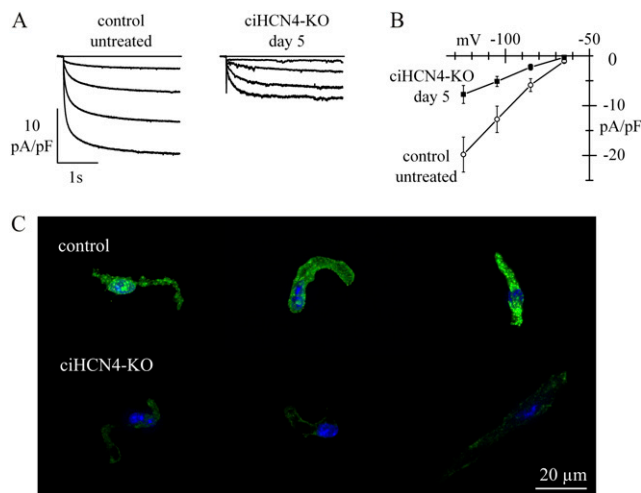 A
control
untreated
ciHCN4-KO
day 5
10
pA/pF
1s
B
mV -100 -50
0
ciHCN4-KO
day 5
-10
pA/pF
control
untreated
-20
C
control
ciHCN4-KO
20 µm